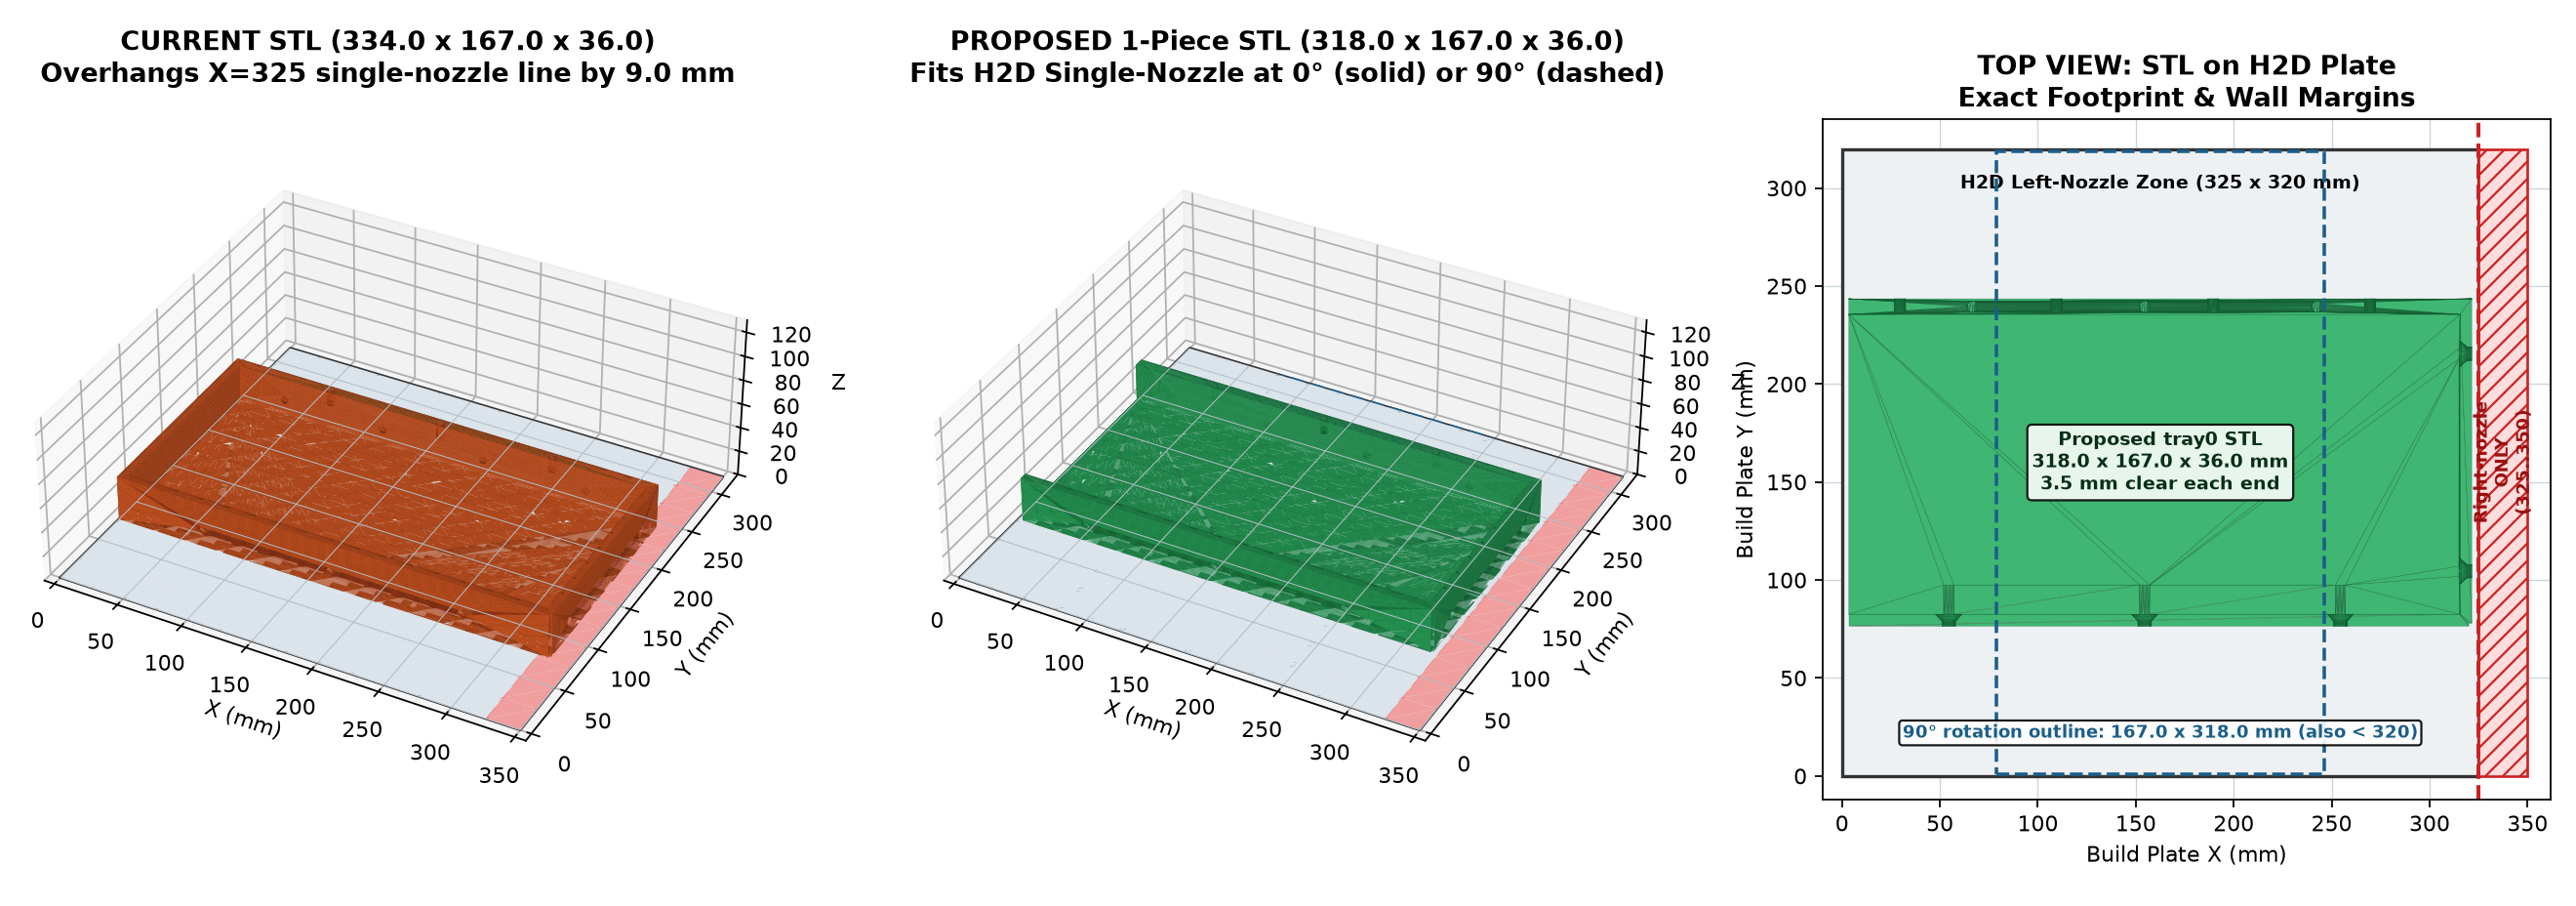 CURRENT STL (334.0 x 167.0 x 36.0)
Overhangs X=325 single-nozzle line by 9.0 mm
120
100
80
60
40
20
0
Z
300
250
200
150
100
50
0
Y (mm)
0
50
100
150
200
250
300
350
X (mm)
PROPOSED 1-Piece STL (318.0 x 167.0 x 36.0)
Fits H2D Single-Nozzle at 0° (solid) or 90° (dashed)
120
100
80
60
40
20
0
Z
300
250
200
150
100
50
0
Y (mm)
0
50
100
150
200
250
300
350
X (mm)
TOP VIEW: STL on H2D Plate
Exact Footprint & Wall Margins
Build Plate Y (mm)
300
250
200
150
100
50
0
H2D Left-Nozzle Zone (325 x 320 mm)
Proposed tray0 STL
318.0 x 167.0 x 36.0 mm
3.5 mm clear each end
Right-nozzle
ONLY
(325..350)
90° rotation outline: 167.0 x 318.0 mm (also < 320)
0
50
100
150
200
250
300
350
Build Plate X (mm)